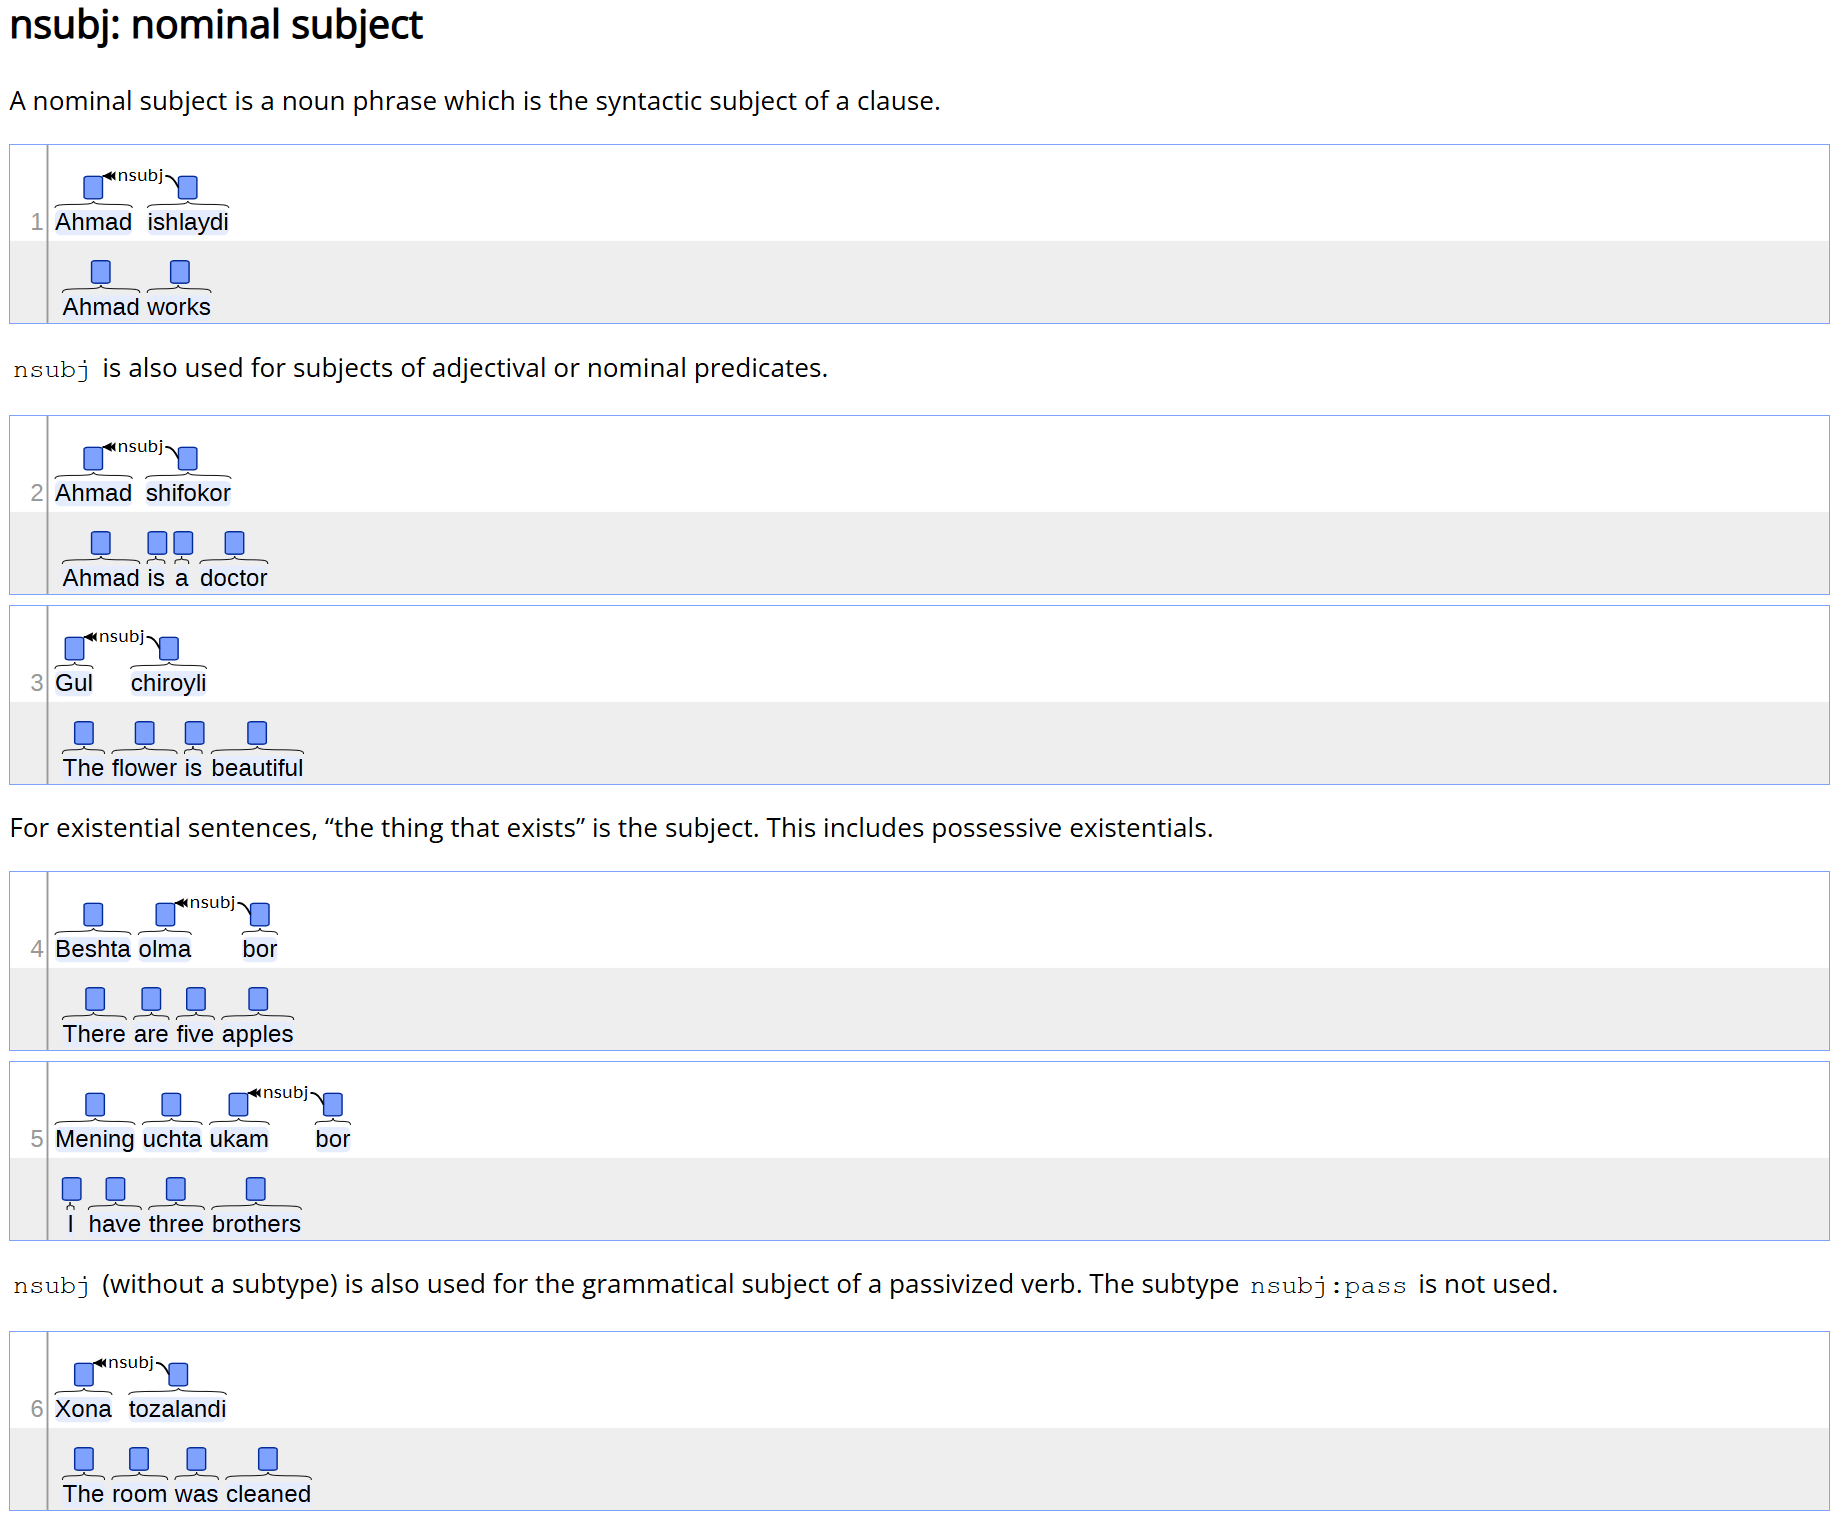 nsubj: nominal subject
A nominal subject is a noun phrase which is the syntactic subject of a clause.
nsubj
1 Ahmad ishlaydi
Ahmad works
nsubj is also used for subjects of adjectival or nominal predicates.
nsubj
2 Ahmad shifokor
Ahmad is a doctor
nsubj
3 Gul chiroyli
The flower is beautiful
For existential sentences, “the thing that exists” is the subject. This includes possessive existentials.
nsubj
4 Beshta olma bor
There are five apples
nsubj
5 Mening uchta ukam bor
I have three brothers
nsubj (without a subtype) is also used for the grammatical subject of a passivized verb. The subtype nsubj:pass is not used.
nsubj
6 Xona tozalandi
The room was cleaned